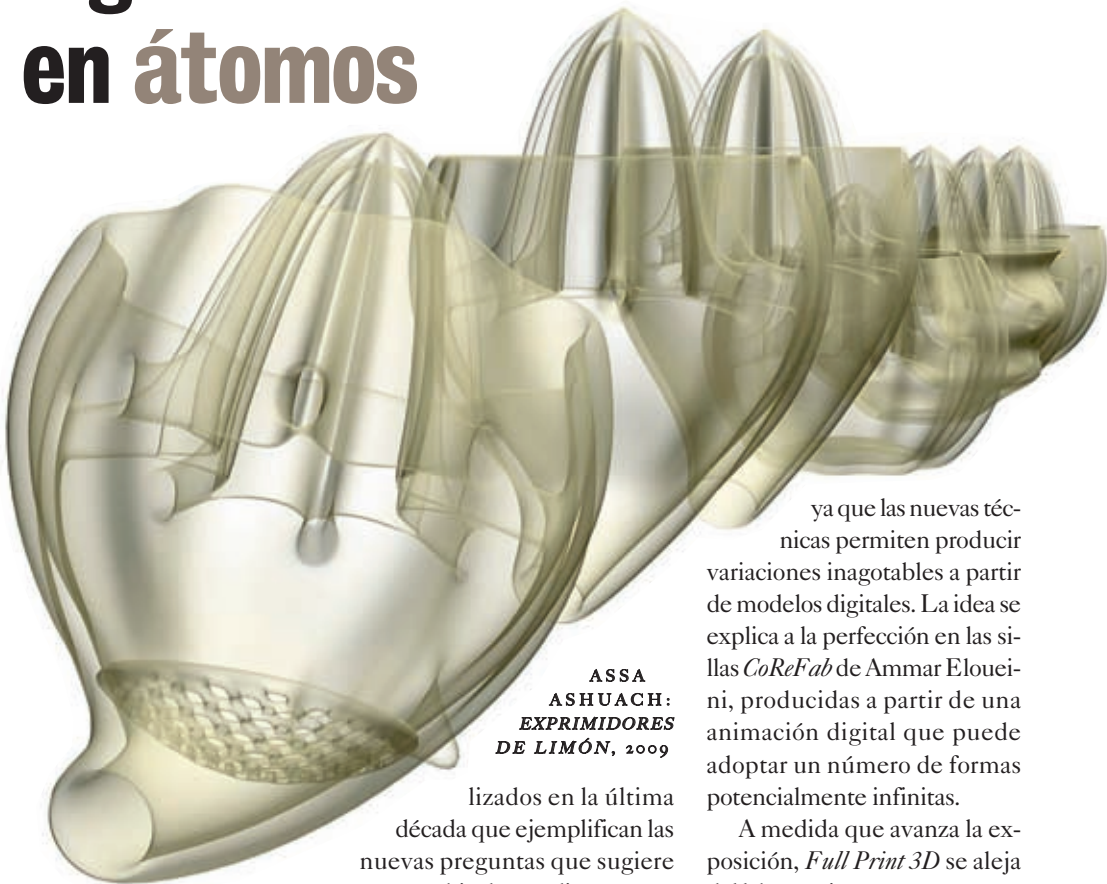 en átomos
ASSA
ASHUACH:
EXPRIMIDORES
DE LIMÓN, 2009
lizados en la última
década que ejemplifican las
nuevas preguntas que sugiere
ya que las nuevas téc-
nicas permiten producir
variaciones inagotables a partir
de modelos digitales. La idea se
explica a la perfección en las si-
llas CoReFab de Ammar Elouei-
ni, producidas a partir de una
animación digital que puede
adoptar un número de formas
potencialmente infinitas.
A medida que avanza la ex-
posición, Full Print 3D se aleja